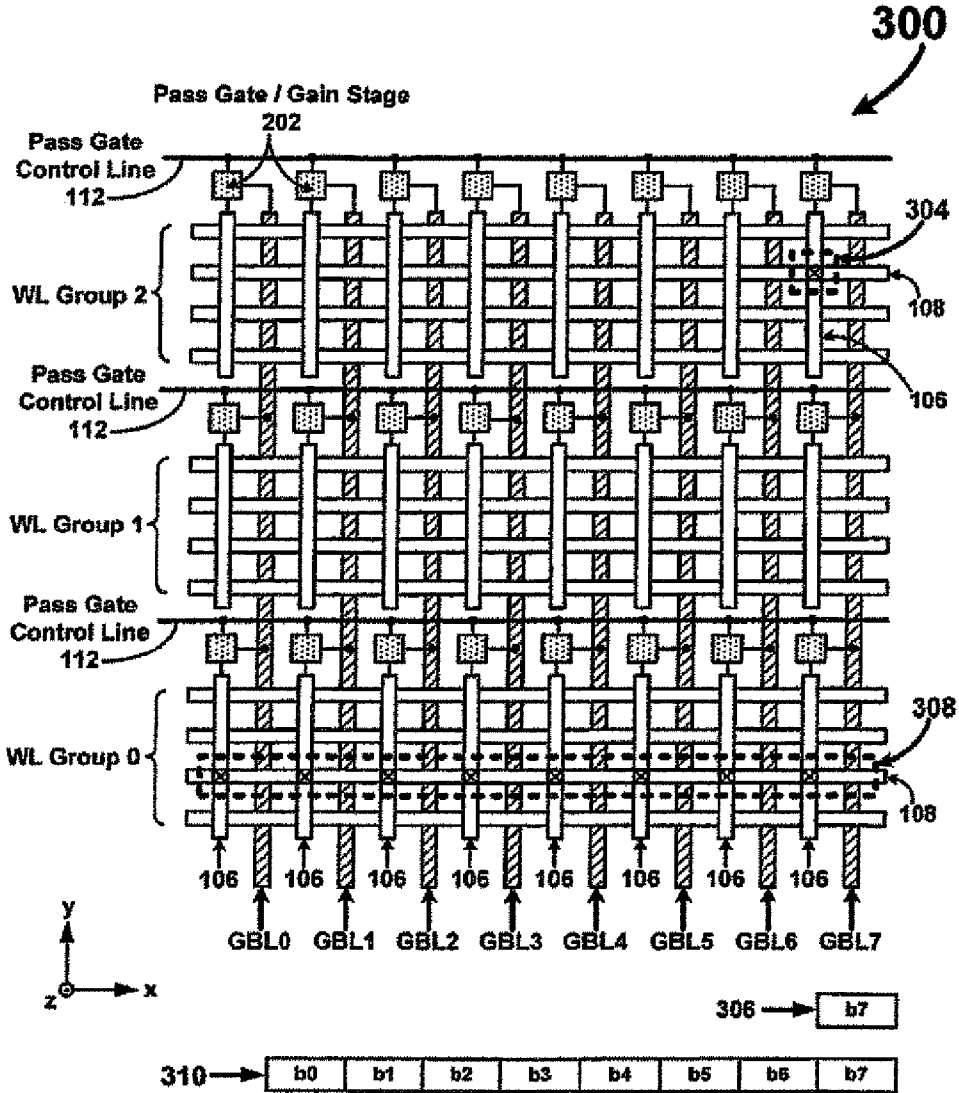 300
Pass Gate / Gain Stage
202
Pass Gate
Control Line
112
304
WL Group 2
108
Pass Gate
Control Line
112
106
WL Group 1
Pass Gate
Control Line
112
308
WL Group 0
108
106 106 106 106 106 106 106 106
GBL0 GBL1 GBL2 GBL3 GBL4 GBL5 GBL6 GBL7
y
z x
306 b7
310 b0 b1 b2 b3 b4 b5 b6 b7